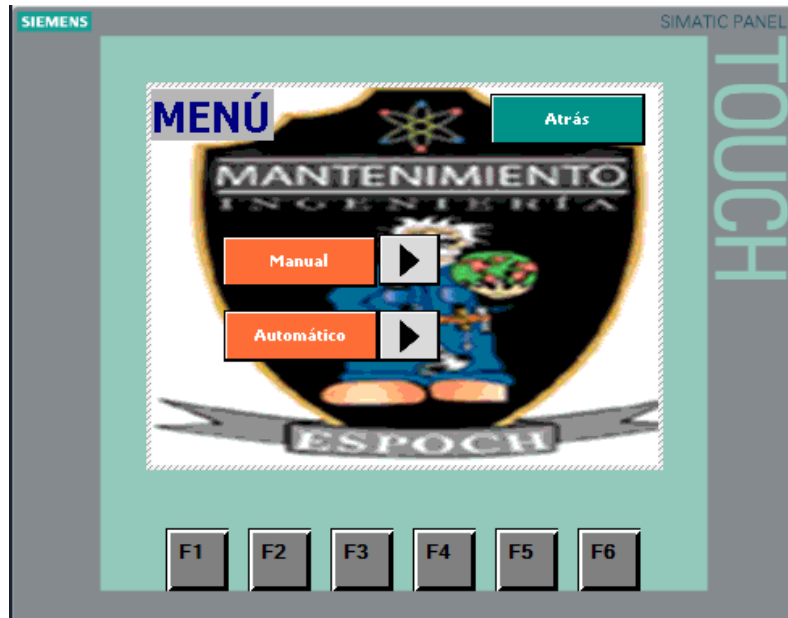 SIEMENS
SIMATIC PANEL
TOUCH
MENÚ
Atrás
MANTENIMIENTO
INGENIERÍA
Manual
Automático
ESPOCH
F1 F2 F3 F4 F5 F6